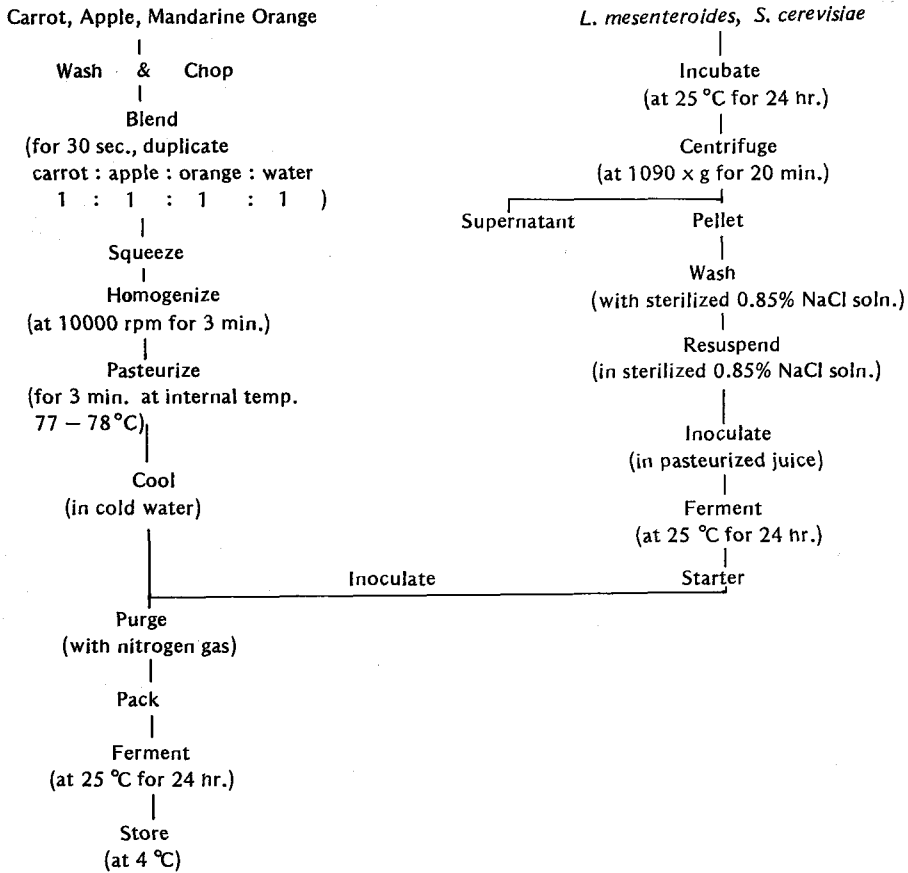 Carrot, Apple, Mandarine Orange
Wash & Chop
Blend
(for 30 sec., duplicate
carrot : apple : orange : water
1 : 1 : 1 : 1 )
Squeeze
Homogenize
(at 10000 rpm for 3 min.)
Pasteurize
(for 3 min. at internal temp.
77 – 78°C)
Cool
(in cold water)
L. mesenteroides, S. cerevisiae
Incubate
(at 25 °C for 24 hr.)
Centrifuge
(at 1090 x g for 20 min.)
Supernatant Pellet
Wash
(with sterilized 0.85% NaCl soln.)
Resuspend
(in sterilized 0.85% NaCl soln.)
Inoculate
(in pasteurized juice)
Ferment
(at 25 °C for 24 hr.)
Inoculate Starter
Purge
(with nitrogen gas)
Pack
Ferment
(at 25 °C for 24 hr.)
Store
(at 4 °C)